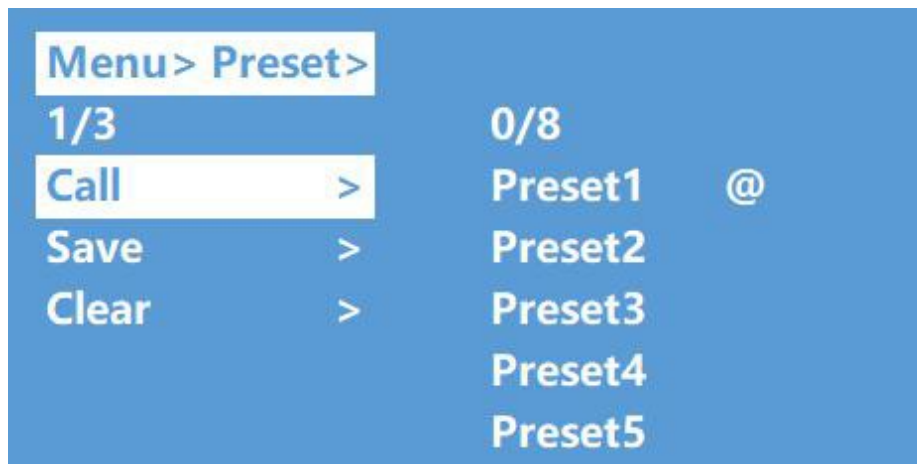 Menu> Preset>
1/3 0/8
Call > Preset1 @
Save > Preset2
Clear > Preset3
Preset4
Preset5